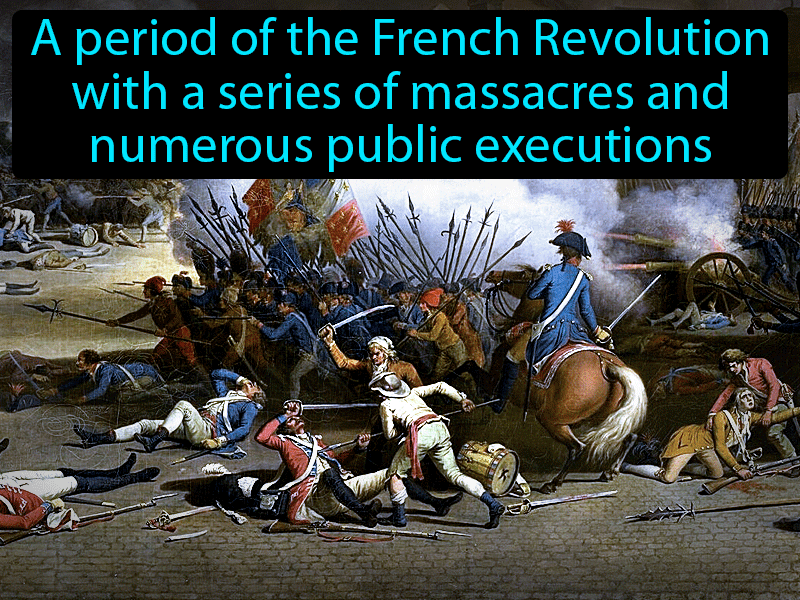 A period of the French Revolution
with a series of massacres and
numerous public executions